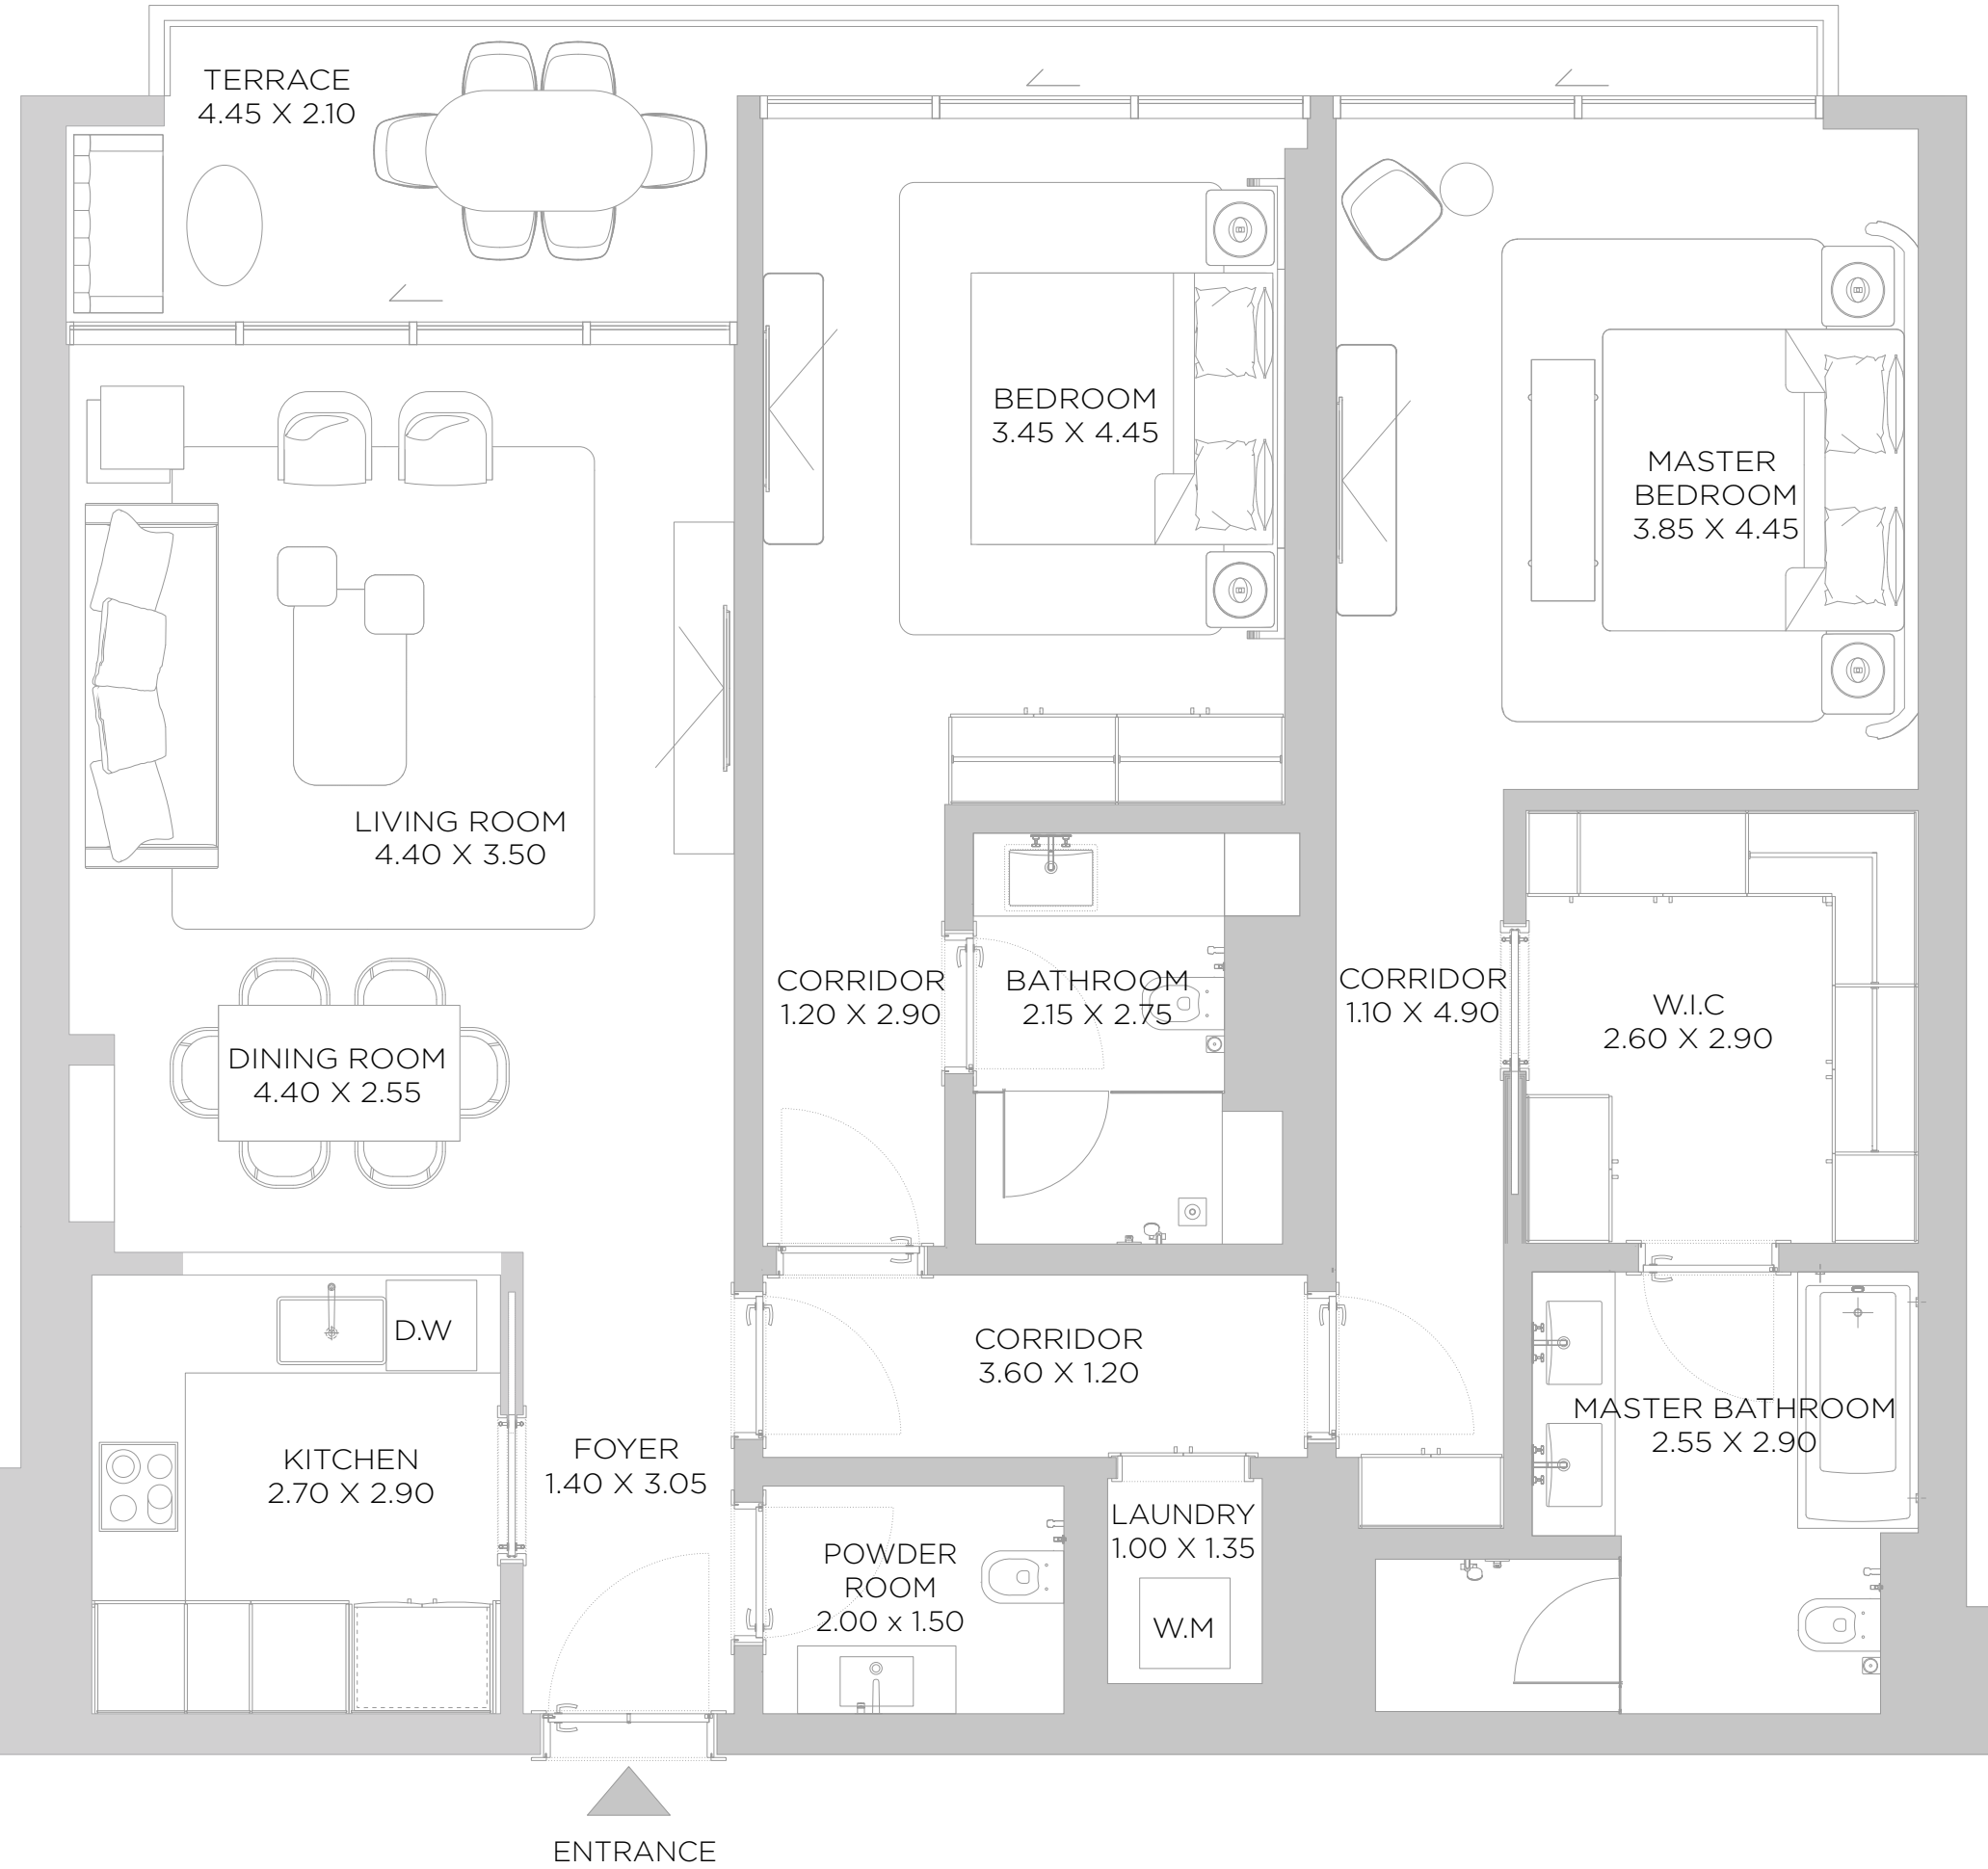 TERRACE
4.45 X 2.10
BEDROOM
3.45 X 4.45
MASTER
BEDROOM
3.85 X 4.45
LIVING ROOM
4.40 X 3.50
CORRIDOR
1.20 X 2.90
BATHROOM
2.15 X 2.75
CORRIDOR
1.10 X 4.90
W.I.C
2.60 X 2.90
DINING ROOM
4.40 X 2.55
D.W
CORRIDOR
3.60 X 1.20
MASTER BATHROOM
2.55 X 2.90
KITCHEN
2.70 X 2.90
FOYER
1.40 X 3.05
LAUNDRY
1.00 X 1.35
POWDER
ROOM
2.00 x 1.50
W.M
ENTRANCE